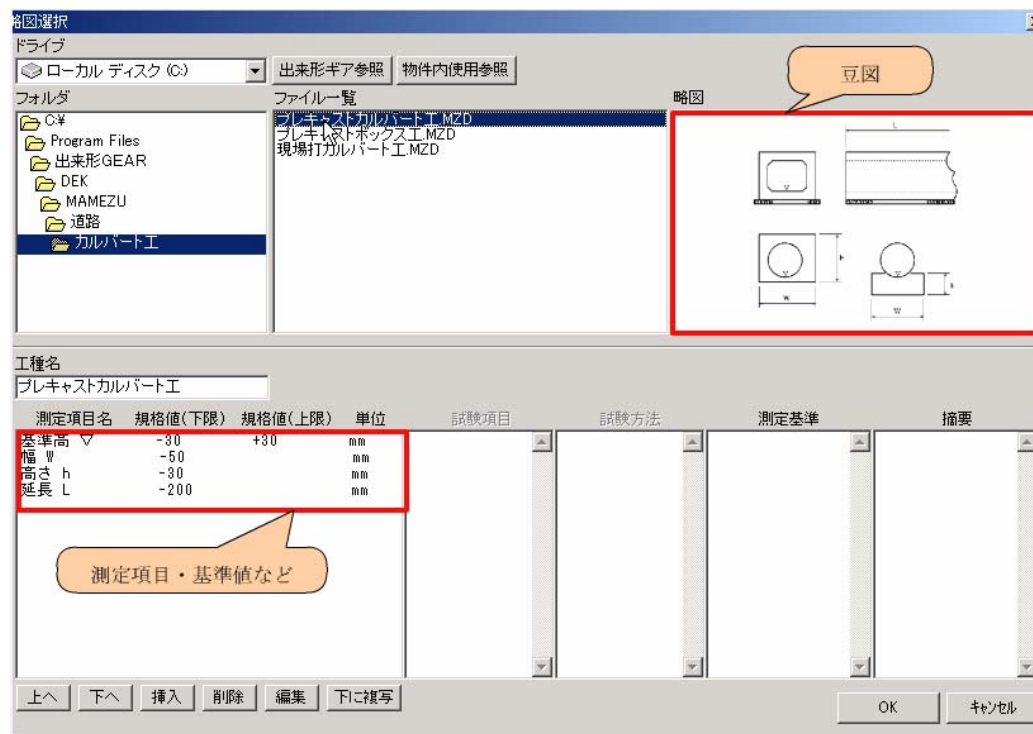 略図選択
ドライブ
ローカル ディスク (C:)
出来形ギア参照
物件内使用参照
豆図
フォルダ
ファイル一覧
略図
C:¥
Program Files
出来形GEAR
DEK
MAMEZU
道路
カルバート工
プレキャストカルバート工.MZD
プレキャストボックス工.MZD
現場打カルバート工.MZD
L
h
W
h
W
工種名
プレキャストカルバート工
測定項目名 規格値(下限) 規格値(上限) 単位 試験項目 試験方法 測定基準 摘要
基準高 ▽ -30 +30 mm
幅 W -50 mm
高さ h -30 mm
延長 L -200 mm
測定項目・基準値など
上へ 下へ 挿入 削除 編集 下に複写
OK キャンセル